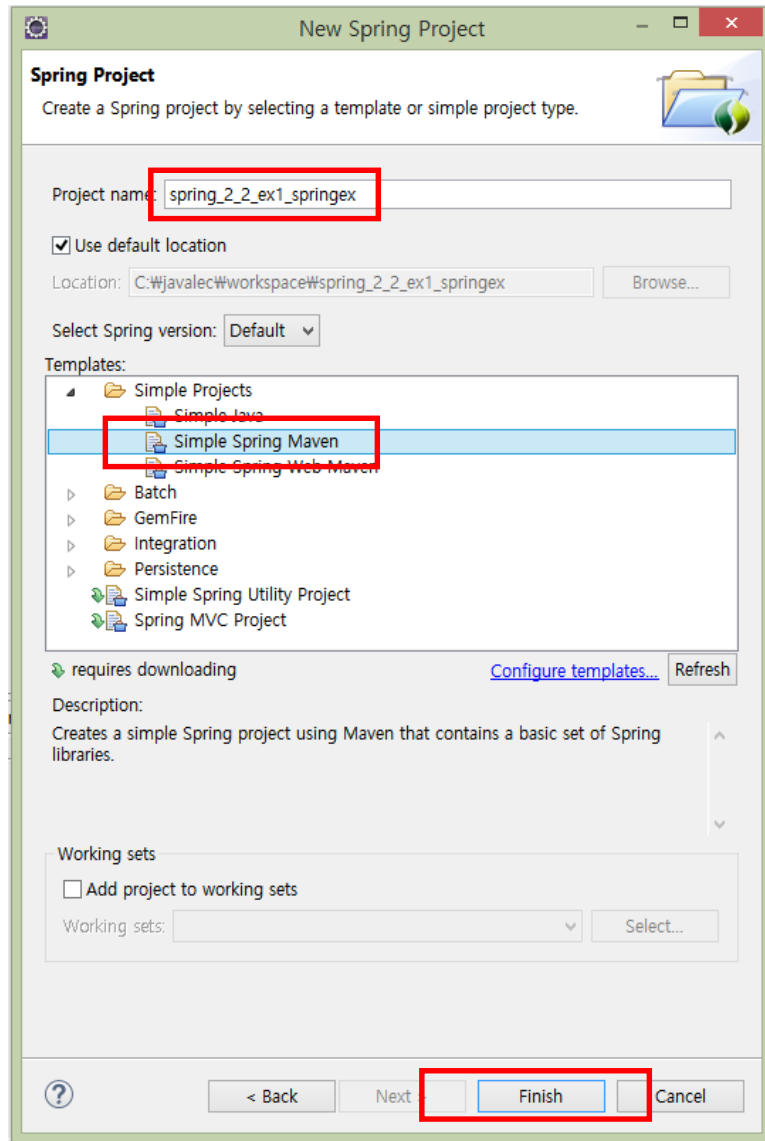 New Spring Project
Spring Project
Create a Spring project by selecting a template or simple project type.
Project name: spring_2_2_ex1_springex
Use default location
Location: C:₩javalec₩workspace₩spring_2_2_ex1_springex Browse...
Select Spring version: Default
Templates:
Simple Projects
Simple Java
Simple Spring Maven
Simple Spring Web Maven
Batch
GemFire
Integration
Persistence
Simple Spring Utility Project
Spring MVC Project
requires downloading Configure templates... Refresh
Description:
Creates a simple Spring project using Maven that contains a basic set of Spring
libraries.
Working sets
Add project to working sets
Working sets: Select...
? < Back Next > Finish Cancel